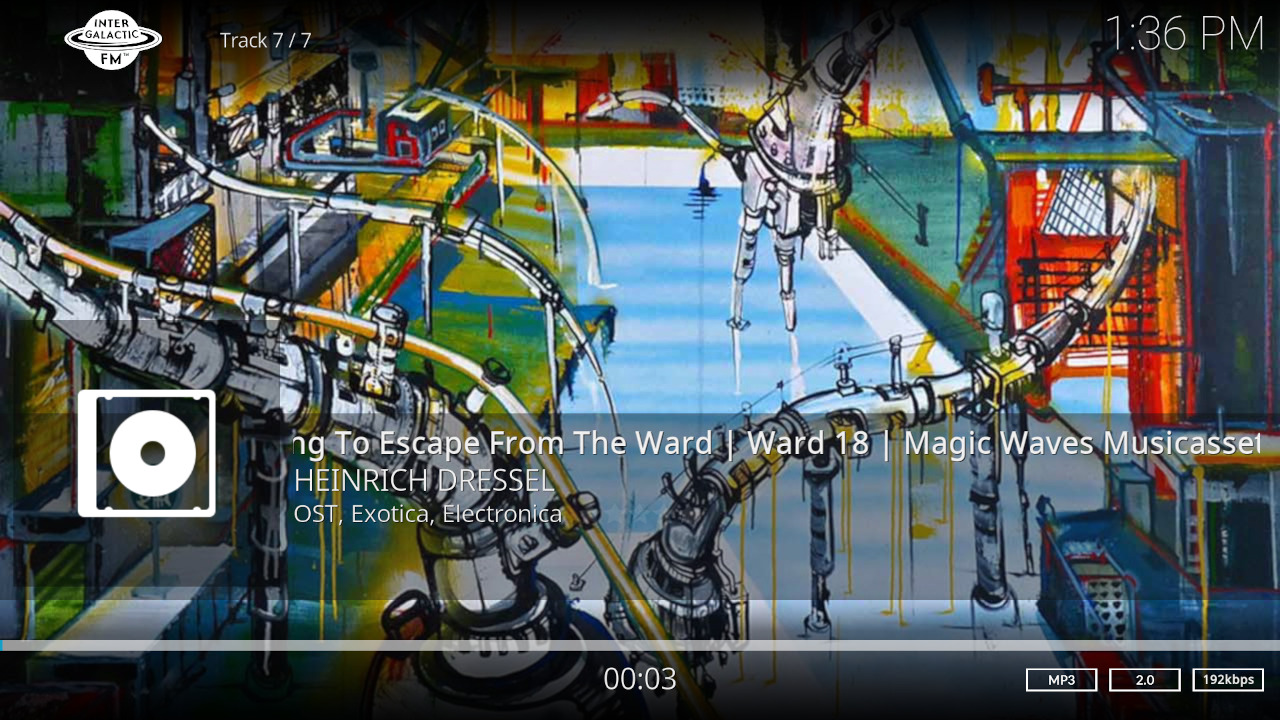 INTER
GALACTIC
FM™
Track 7 / 7
1:36 PM
ng To Escape From The Ward | Ward 18 | Magic Waves Musicasset
HEINRICH DRESSEL
OST, Exotica, Electronica
00:03
MP3
2.0
192kbps